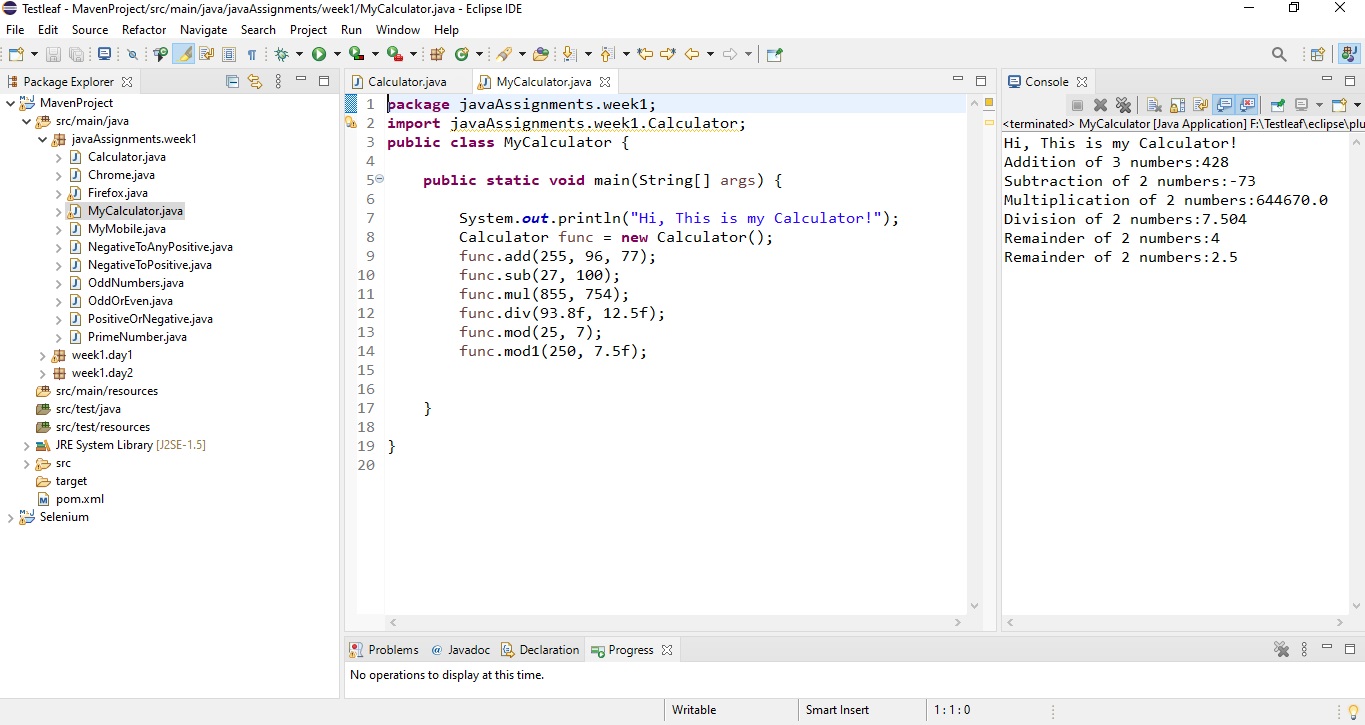 Testleaf - MavenProject/src/main/java/javaAssignments/week1/MyCalculator.java - Eclipse IDE
File Edit Source Refactor Navigate Search Project Run Window Help
Package Explorer
MavenProject
src/main/java
javaAssignments.week1
Calculator.java
Chrome.java
Firefox.java
MyCalculator.java
MyMobile.java
NegativeToAnyPositive.java
NegativeToPositive.java
OddNumbers.java
OddOrEven.java
PositiveOrNegative.java
PrimeNumber.java
week1.day1
week1.day2
src/main/resources
src/test/java
src/test/resources
JRE System Library [J2SE-1.5]
src
target
pom.xml
Selenium
Calculator.java MyCalculator.java
1 package javaAssignments.week1;
2 import javaAssignments.week1.Calculator;
3 public class MyCalculator {
4
5 public static void main(String[] args) {
6
7 System.out.println("Hi, This is my Calculator!");
8 Calculator func = new Calculator();
9 func.add(255, 96, 77);
10 func.sub(27, 100);
11 func.mul(855, 754);
12 func.div(93.8f, 12.5f);
13 func.mod(25, 7);
14 func.mod1(250, 7.5f);
15
16
17 }
18
19 }
20
Console
<terminated> MyCalculator [Java Application] F:\Testleaf\eclipse\plu
Hi, This is my Calculator!
Addition of 3 numbers:428
Subtraction of 2 numbers:-73
Multiplication of 2 numbers:644670.0
Division of 2 numbers:7.504
Remainder of 2 numbers:4
Remainder of 2 numbers:2.5
Problems @ Javadoc Declaration Progress
No operations to display at this time.
Writable Smart Insert 1 : 1 : 0